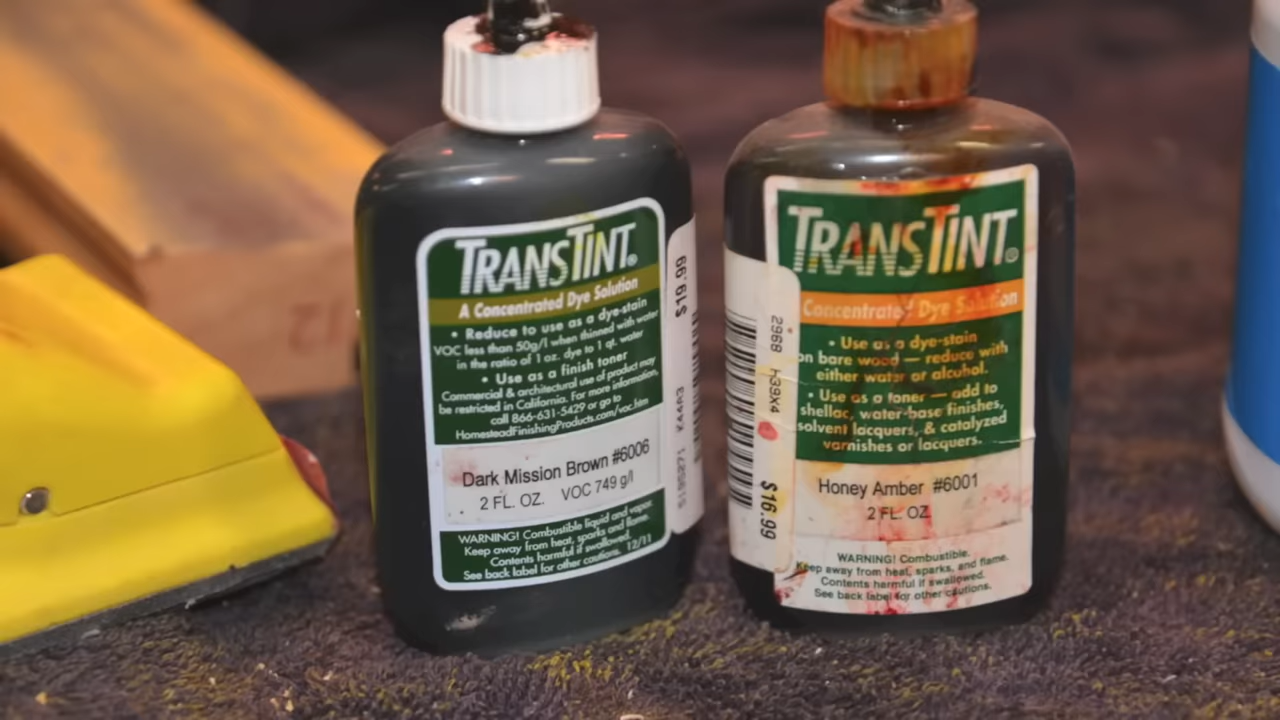 TRANSTINT®
A Concentrated Dye Solution
• Reduce to use as a dye-stain
VOC less than 50g/l when thinned with water
in the ratio of 1 oz. dye to 1 qt. water
• Use as a finish toner
Commercial & architectural use of product may
be restricted in California. For more information,
call 866-631-5429 or go to
HomesteadFinishingProducts.com/voc.htm
Dark Mission Brown #6006
2 FL. OZ. VOC 749 g/l
WARNING! Combustible liquid and vapor.
Keep away from heat, sparks and flame.
Contents harmful if swallowed.
See back label for other cautions. 12/11
$19.99
TRANSTINT®
Concentrated Dye Solution
• Use as a dye-stain
on bare wood — reduce with
either water or alcohol.
• Use as a toner — add to
shellac, water-base finishes,
solvent lacquers, & catalyzed
varnishes or lacquers.
Honey Amber #6001
2 FL. OZ.
WARNING! Combustible.
Keep away from heat, sparks, and flame.
Contents harmful if swallowed.
See back label for other cautions.
2968 H39X4
$16.99